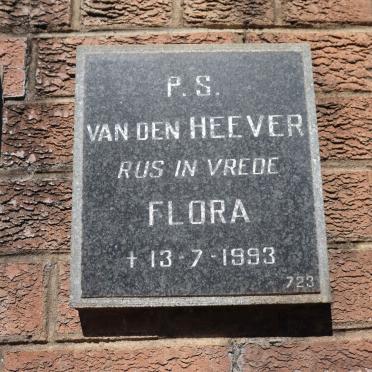 P. S.
VAN DEN HEEVER
RUS IN VREDE
FLORA
† 13-7-1993
723